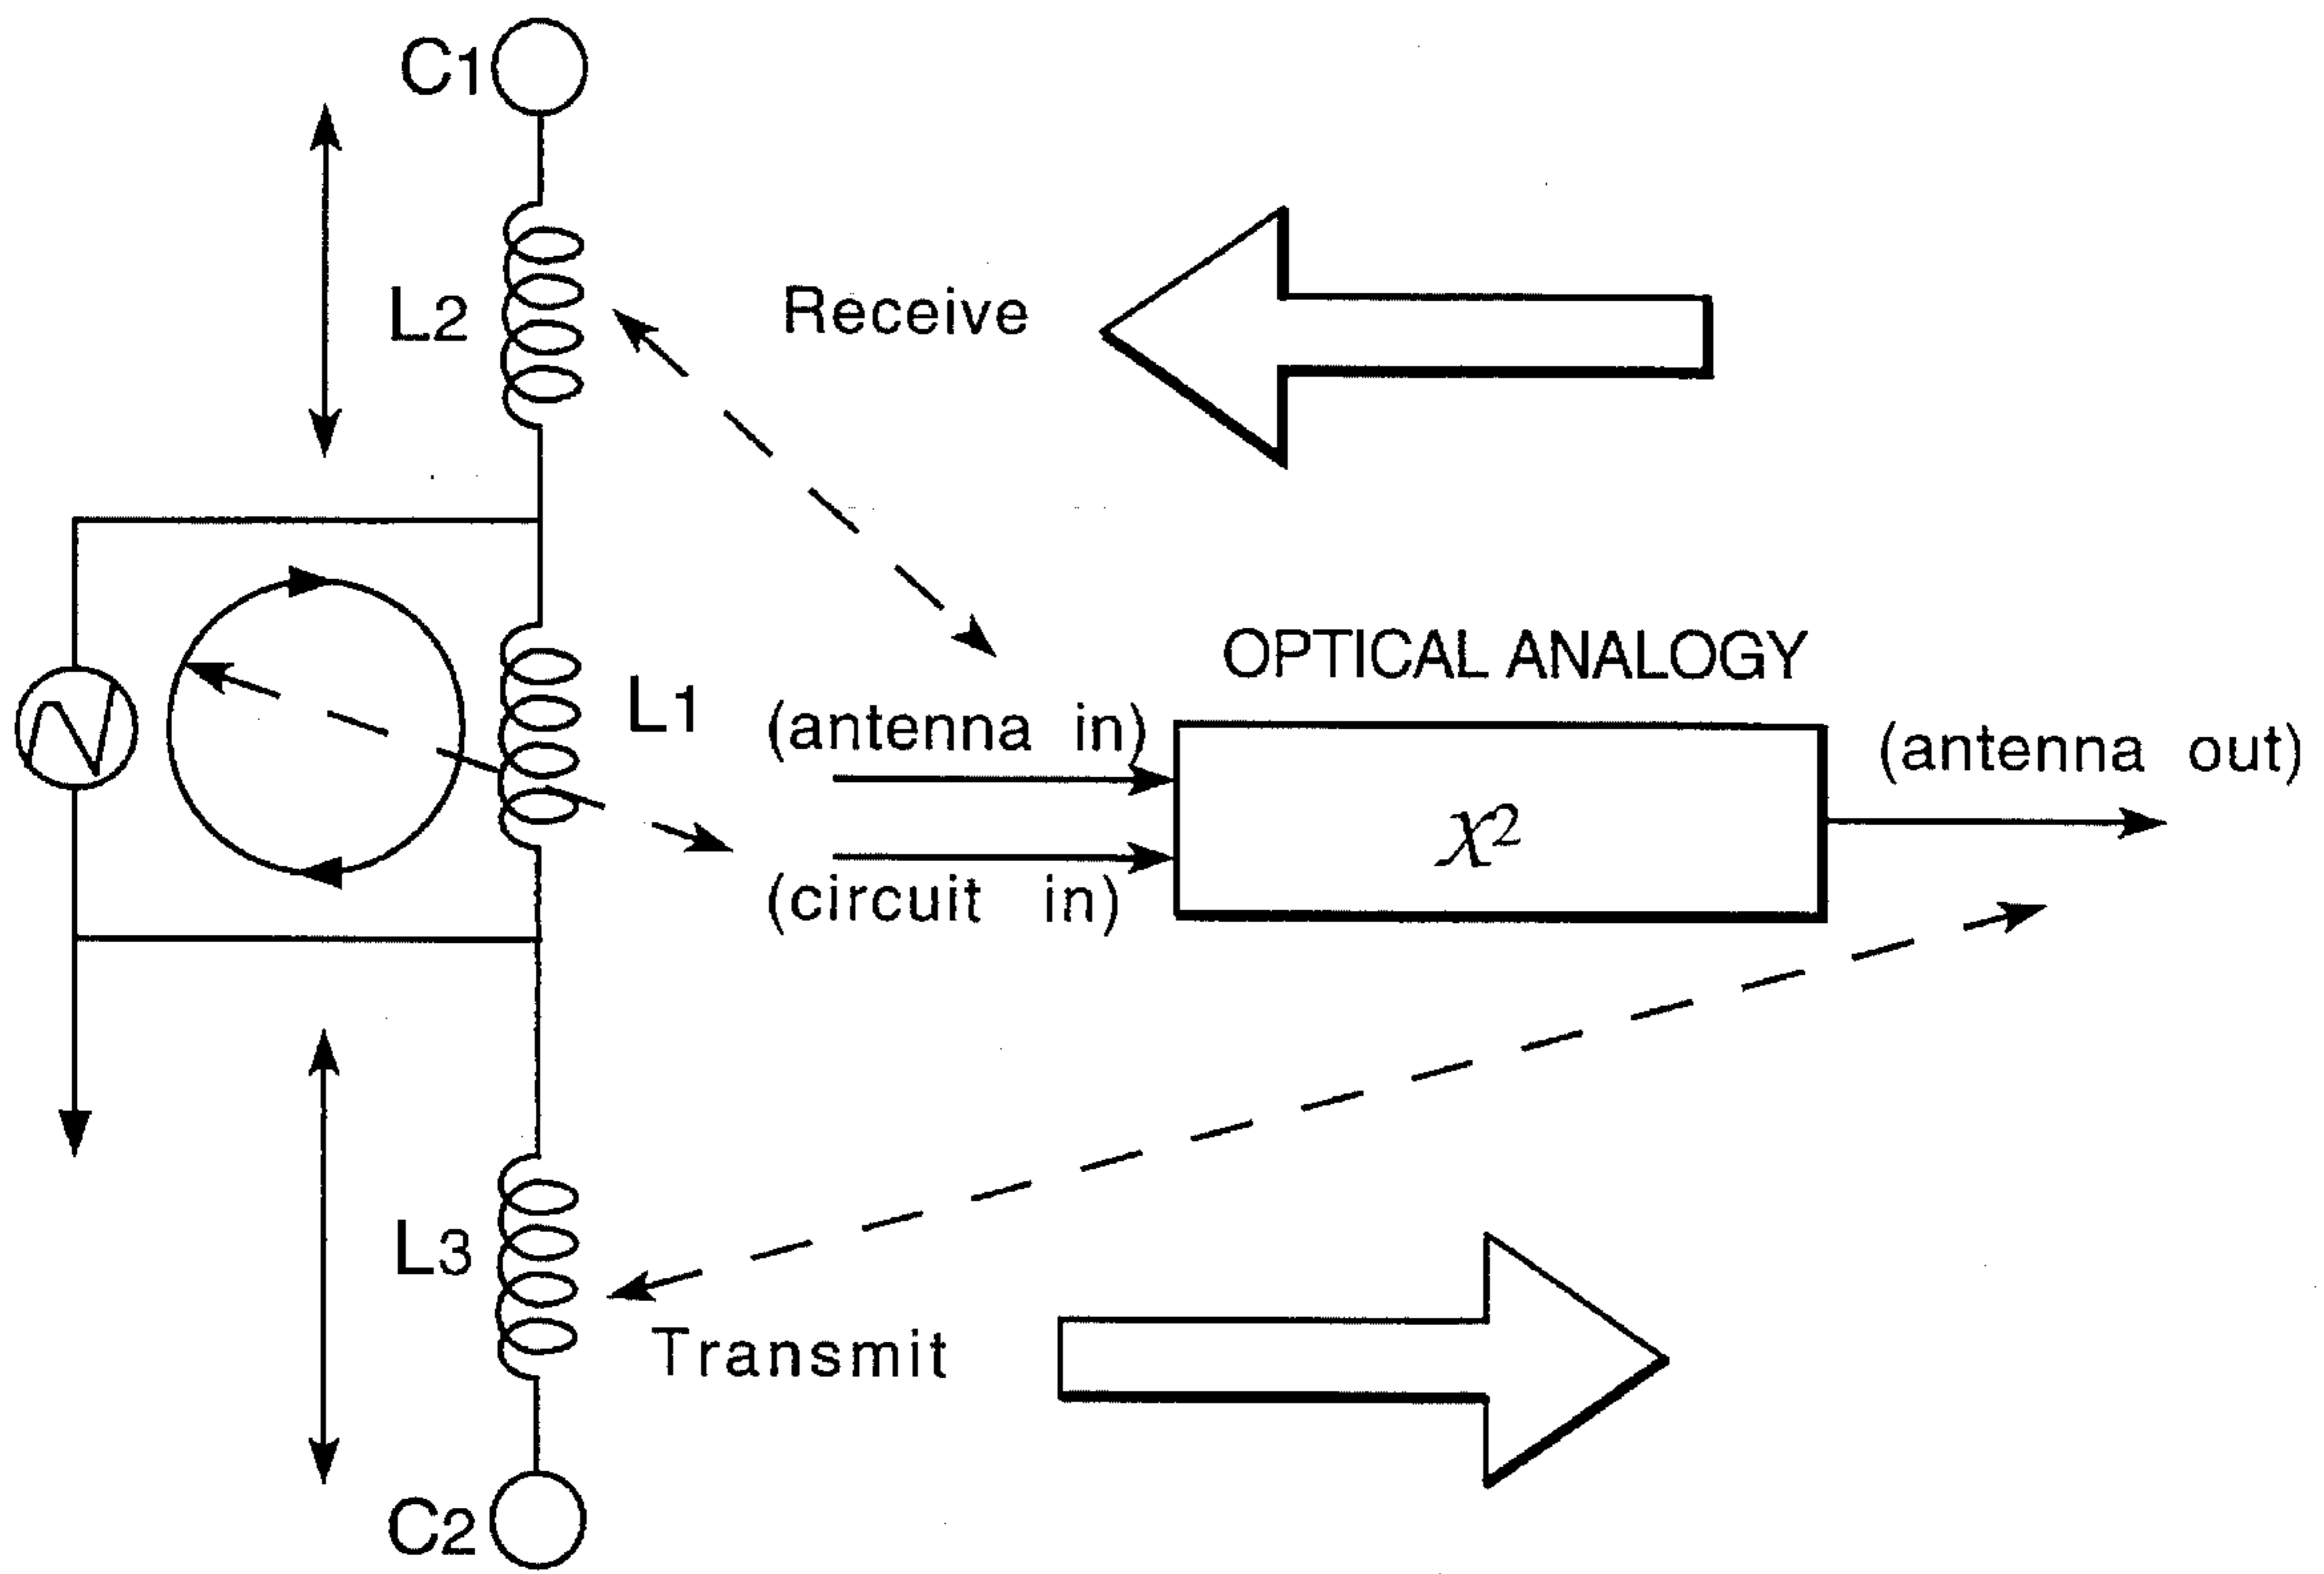 C1
L2
Receive
OPTICAL ANALOGY
L1
(antenna in)
(antenna out)
χ²
(circuit in)
L3
Transmit
C2